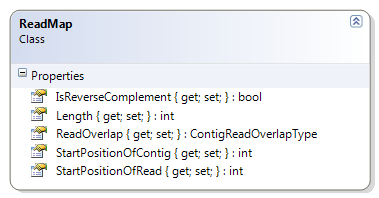 ReadMap
Class
Properties
IsReverseComplement { get; set; } : bool
Length { get; set; } : int
ReadOverlap { get; set; } : ContigReadOverlapType
StartPositionOfContig { get; set; } : int
StartPositionOfRead { get; set; } : int